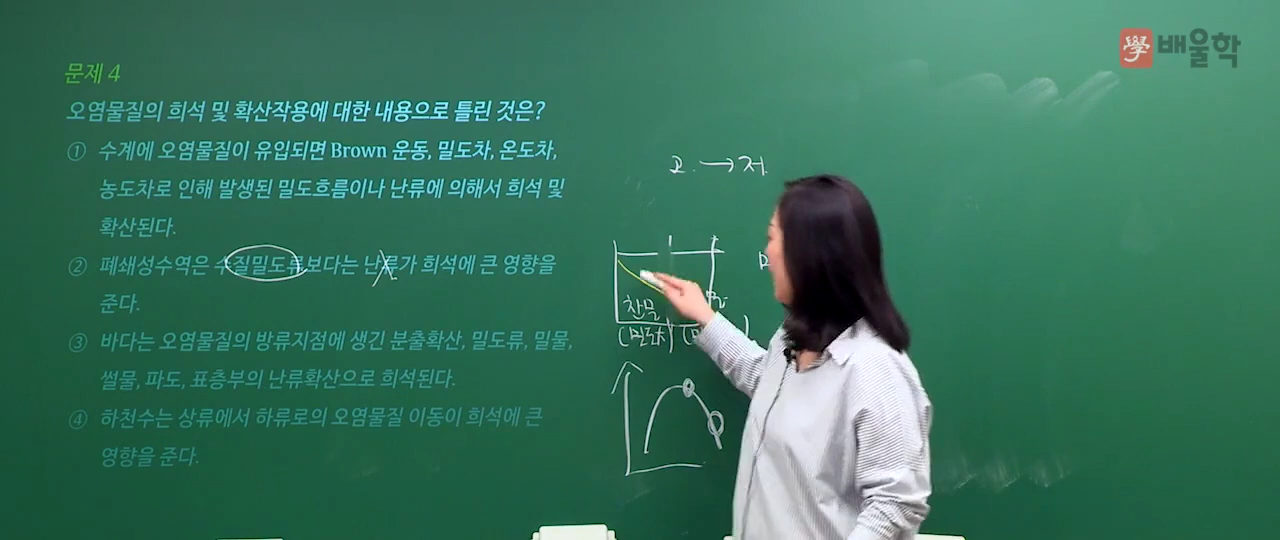 學 배울학
문제 4
오염물질의 희석 및 확산작용에 대한 내용으로 틀린 것은?
① 수계에 오염물질이 유입되면 Brown 운동, 밀도차, 온도차,
농도차로 인해 발생된 밀도흐름이나 난류에 의해서 희석 및
확산된다.
② 폐쇄성수역은 수질밀도류보다는 난류가 희석에 큰 영향을
준다.
③ 바다는 오염물질의 방류지점에 생긴 분출확산, 밀도류, 밀물,
썰물, 파도, 표층부의 난류확산으로 희석된다.
④ 하천수는 상류에서 하류로의 오염물질 이동이 희석에 큰
영향을 준다.
고. → 저.
찬물
(밀도차